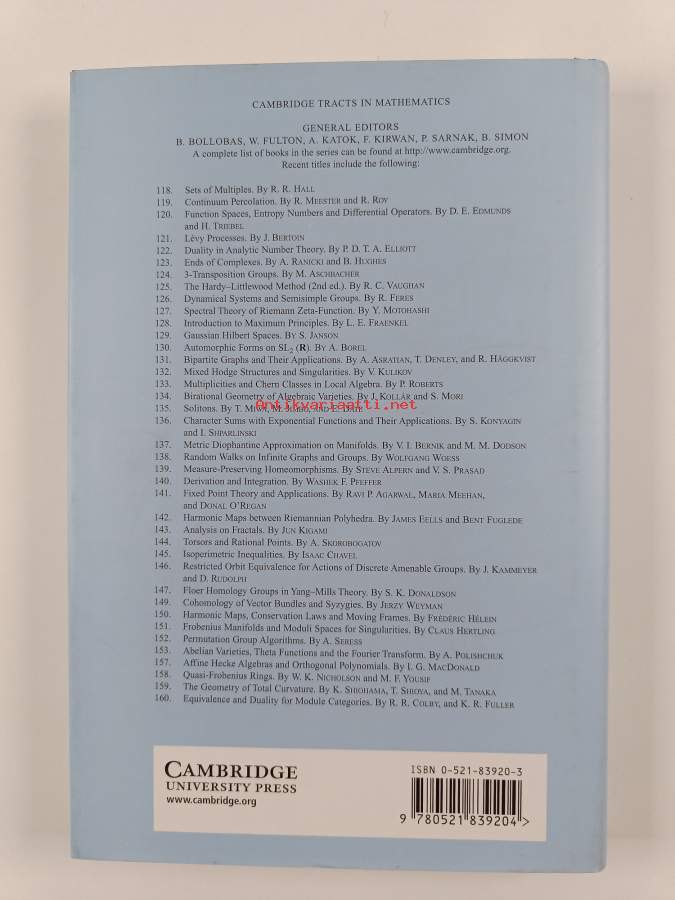 CAMBRIDGE TRACTS IN MATHEMATICS
GENERAL EDITORS
B. BOLLOBAS, W. FULTON, A. KATOK, F. KIRWAN, P. SARNAK, B. SIMON
A complete list of books in the series can be found at http://www.cambridge.org.
Recent titles include the following:
118. Sets of Multiples. By R. R. HALL
119. Continuum Percolation. By R. MEESTER and R. ROY
120. Function Spaces, Entropy Numbers and Differential Operators. By D. E. EDMUNDS
and H. TRIEBEL
121. Lévy Processes. By J. BERTOIN
122. Duality in Analytic Number Theory. By P. D. T. A. ELLIOTT
123. Ends of Complexes. By A. RANICKI and B. HUGHES
124. 3-Transposition Groups. By M. ASCHBACHER
125. The Hardy–Littlewood Method (2nd ed.). By R. C. VAUGHAN
126. Dynamical Systems and Semisimple Groups. By R. FERES
127. Spectral Theory of Riemann Zeta-Function. By Y. MOTOHASHI
128. Introduction to Maximum Principles. By L. E. FRAENKEL
129. Gaussian Hilbert Spaces. By S. JANSON
130. Automorphic Forms on SL2 (R). By A. BOREL
131. Bipartite Graphs and Their Applications. By A. ASRATIAN, T. DENLEY, and R. HÄGGKVIST
132. Mixed Hodge Structures and Singularities. By V. KULIKOV
133. Multiplicities and Chern Classes in Local Algebra. By P. ROBERTS
134. Birational Geometry of Algebraic Varieties. By J. KOLLÁR and S. MORI
antikvariaatti.net
135. Solitons. By T. MIWA, M. JIMBO, AND E. DATE
136. Character Sums with Exponential Functions and Their Applications. By S. KONYAGIN
and I. SHPARLINSKI
137. Metric Diophantine Approximation on Manifolds. By V. I. BERNIK and M. M. DODSON
138. Random Walks on Infinite Graphs and Groups. By WOLFGANG WOESS
139. Measure-Preserving Homeomorphisms. By STEVE ALPERN and V. S. PRASAD
140. Derivation and Integration. By WASHEK F. PFEFFER
141. Fixed Point Theory and Applications. By RAVI P. AGARWAL, MARIA MEEHAN,
and DONAL O'REGAN
142. Harmonic Maps between Riemannian Polyhedra. By JAMES EELLS and BENT FUGLEDE
143. Analysis on Fractals. By JUN KIGAMI
144. Torsors and Rational Points. By A. SKOROBOGATOV
145. Isoperimetric Inequalities. By ISAAC CHAVEL
146. Restricted Orbit Equivalence for Actions of Discrete Amenable Groups. By J. KAMMEYER
and D. RUDOLPH
147. Floer Homology Groups in Yang–Mills Theory. By S. K. DONALDSON
149. Cohomology of Vector Bundles and Syzygies. By JERZY WEYMAN
150. Harmonic Maps, Conservation Laws and Moving Frames. By FRÉDÉRIC HÉLEIN
151. Frobenius Manifolds and Moduli Spaces for Singularities. By CLAUS HERTLING
152. Permutation Group Algorithms. By A. SERESS
153. Abelian Varieties, Theta Functions and the Fourier Transform. By A. POLISHCHUK
157. Affine Hecke Algebras and Orthogonal Polynomials. By I. G. MACDONALD
158. Quasi-Frobenius Rings. By W. K. NICHOLSON and M. F. YOUSIF
159. The Geometry of Total Curvature. By K. SHIOHAMA, T. SHIOYA, and M. TANAKA
160. Equivalence and Duality for Module Categories. By R. R. COLBY, and K. R. FULLER
CAMBRIDGE
UNIVERSITY PRESS
www.cambridge.org
ISBN 0-521-83920-3
9 780521 839204 >